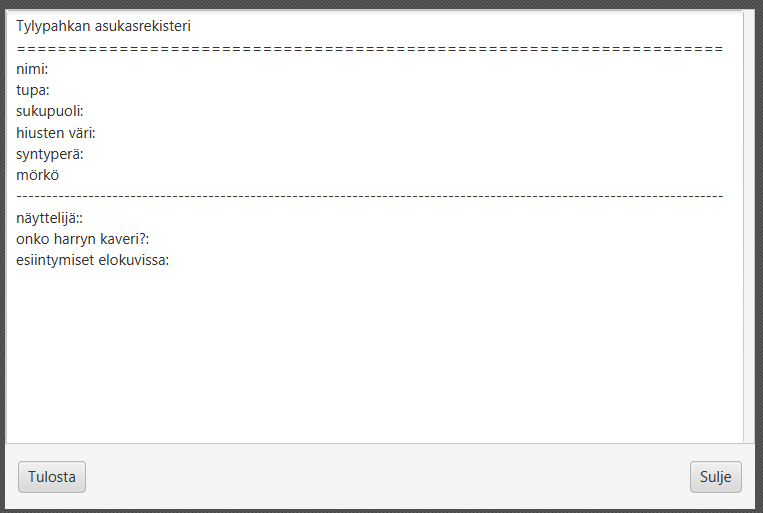 Tylypahkan asukasrekisteri
=====================================================================
nimi:
tupa:
sukupuoli:
hiusten väri:
syntyperä:
mörkö
----------------------------------------------------------------------------------------------------------------------
näyttelijä::
onko harryn kaveri?:
esiintymiset elokuvissa:
Tulosta
Sulje